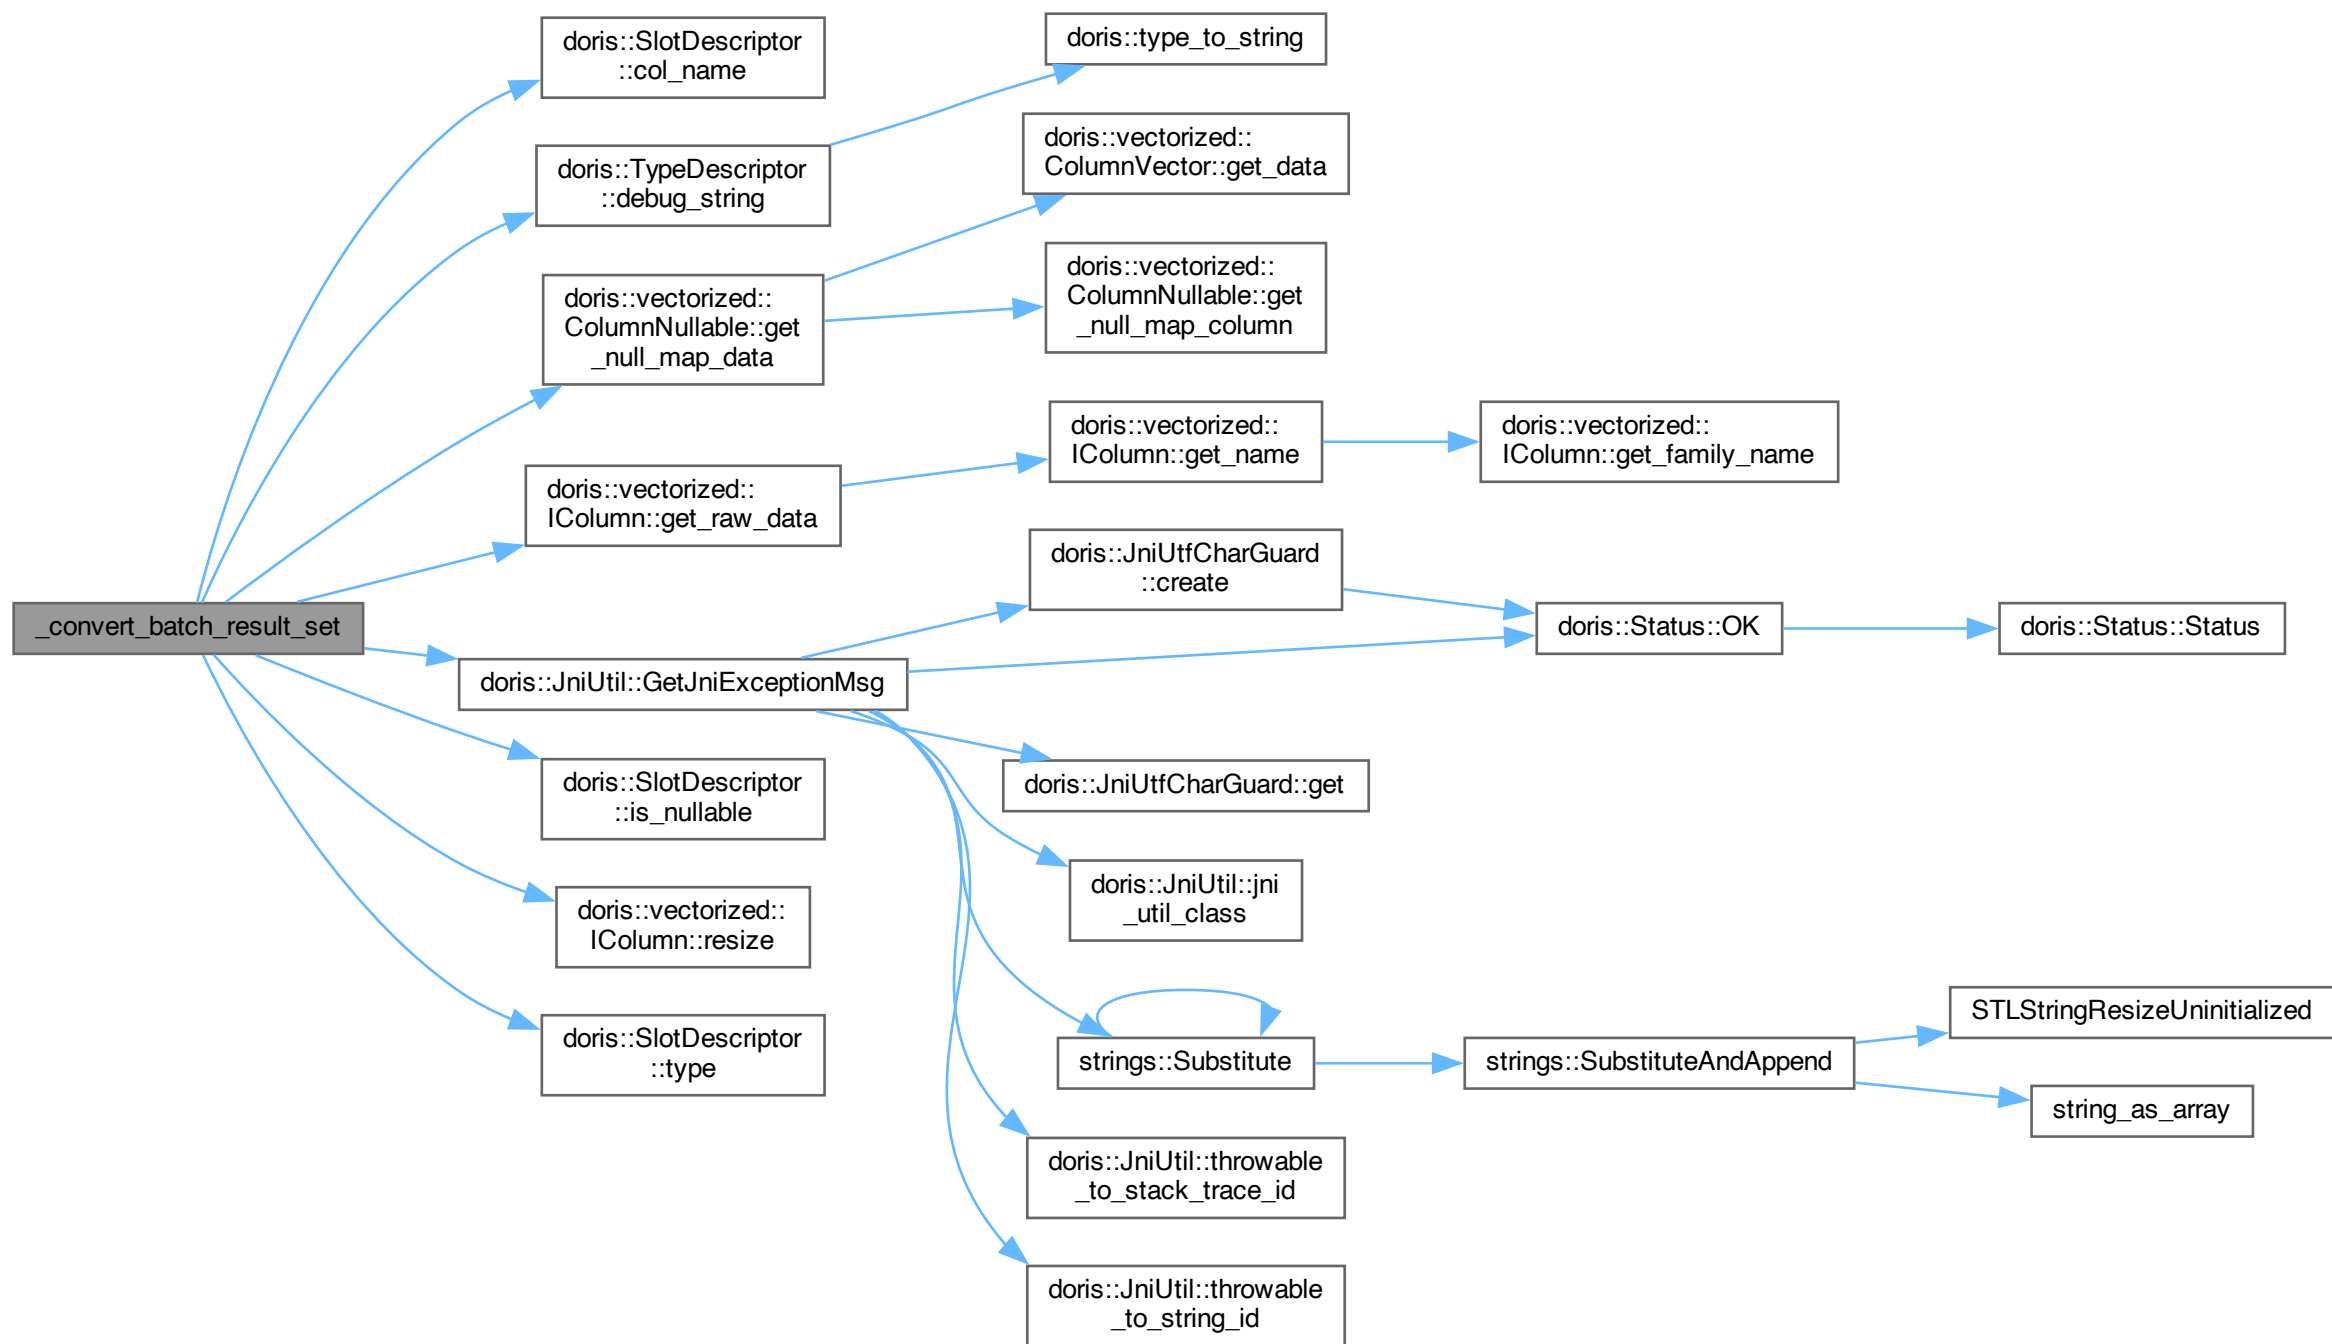 _convert_batch_result_set
doris::SlotDescriptor
::col_name
doris::TypeDescriptor
::debug_string
doris::type_to_string
doris::vectorized::
ColumnNullable::get
_null_map_data
doris::vectorized::
ColumnVector::get_data
doris::vectorized::
ColumnNullable::get
_null_map_column
doris::vectorized::
IColumn::get_raw_data
doris::vectorized::
IColumn::get_name
doris::vectorized::
IColumn::get_family_name
doris::JniUtil::GetJniExceptionMsg
doris::JniUtfCharGuard
::create
doris::Status::OK
doris::Status::Status
doris::JniUtfCharGuard::get
doris::JniUtil::jni
_util_class
strings::Substitute
strings::SubstituteAndAppend
STLStringResizeUninitialized
string_as_array
doris::JniUtil::throwable
_to_stack_trace_id
doris::JniUtil::throwable
_to_string_id
doris::SlotDescriptor
::is_nullable
doris::vectorized::
IColumn::resize
doris::SlotDescriptor
::type